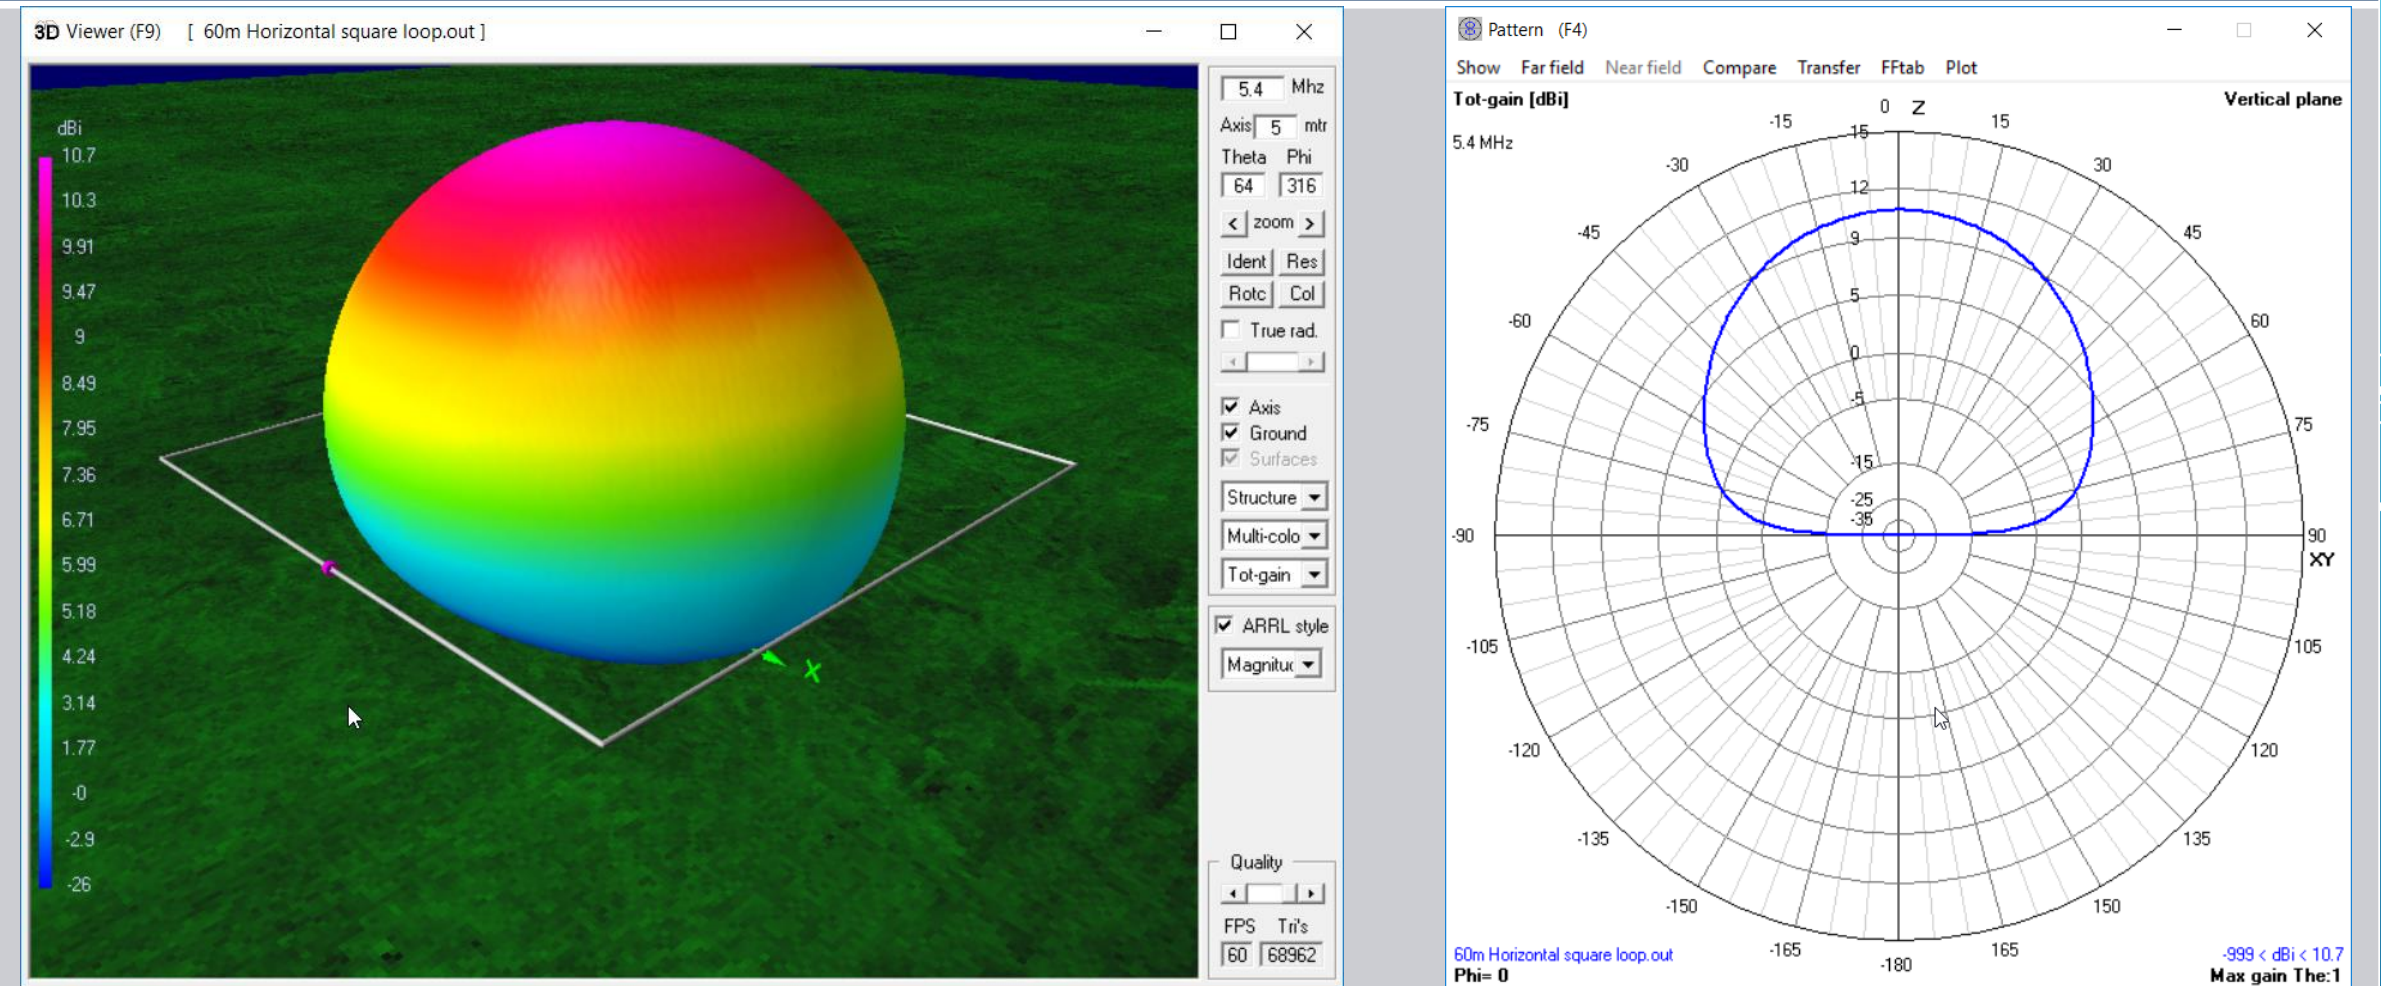 3D Viewer (F9) [ 60m Horizontal square loop.out ]
dBi
10.7
10.3
9.91
9.47
9
8.49
7.95
7.36
6.71
5.99
5.18
4.24
3.14
1.77
-0
-2.9
-26
X
5.4 Mhz
Axis 5 mtr
Theta Phi
64 316
< zoom >
Ident Res
Rotc Col
True rad.
Axis
Ground
Surfaces
Structure
Multi-colo
Tot-gain
ARRL style
Magnituc
Quality
FPS Tri's
60 68962
Pattern (F4)
Show Far field Near field Compare Transfer FFtab Plot
Tot-gain [dBi] Vertical plane
5.4 MHz
0 Z
-15 15
-30 30
-45 45
-60 60
-75 75
-90 90
XY
-105 105
-120 120
-135 135
-150 150
-165 165
-180
15
12
9
5
0
-5
-15
-25
-35
60m Horizontal square loop.out -999 < dBi < 10.7
Phi= 0 Max gain The:1